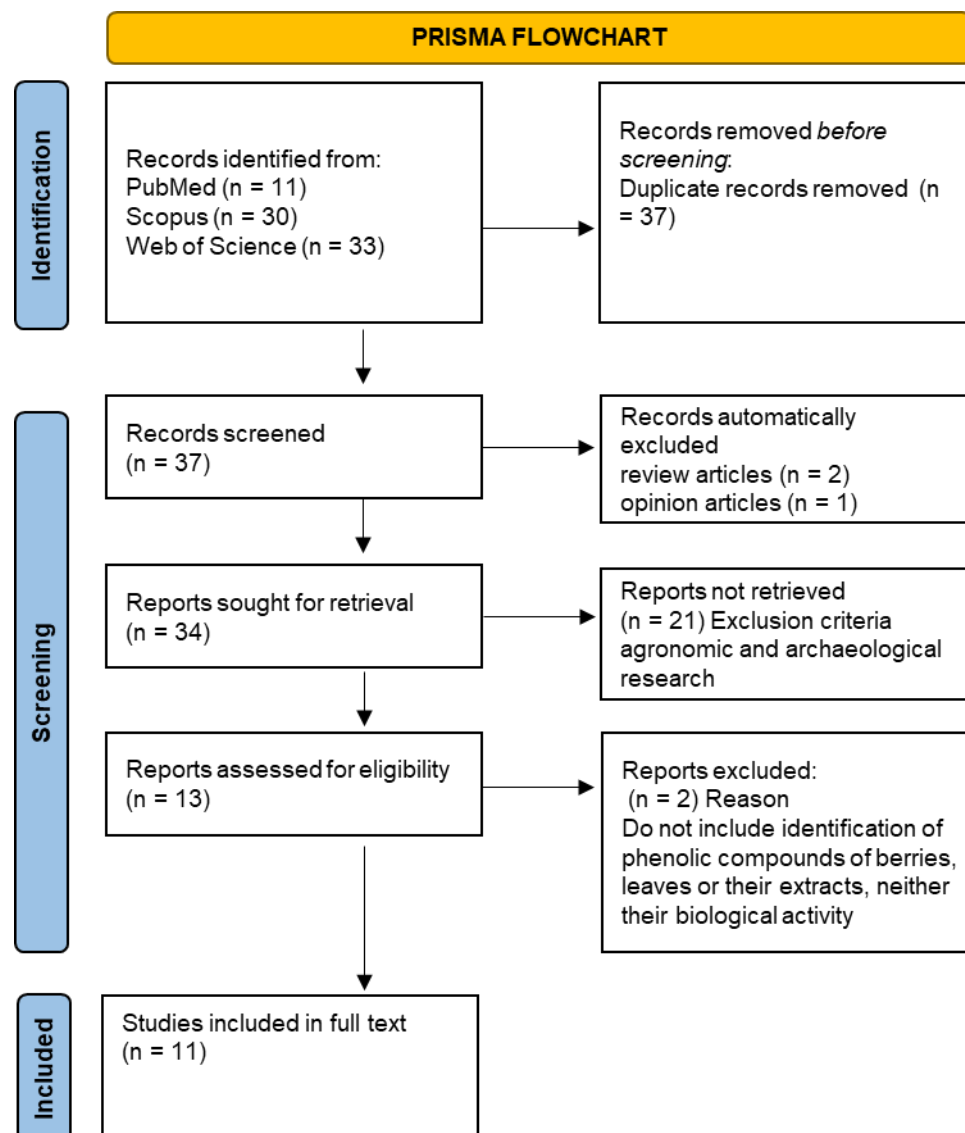 PRISMA FLOWCHART
Identification
Records identified from:
PubMed (n = 11)
Scopus (n = 30)
Web of Science (n = 33)
Records removed before
screening:
Duplicate records removed (n
= 37)
Screening
Records screened
(n = 37)
Records automatically
excluded
review articles (n = 2)
opinion articles (n = 1)
Reports sought for retrieval
(n = 34)
Reports not retrieved
(n = 21) Exclusion criteria
agronomic and archaeological
research
Reports assessed for eligibility
(n = 13)
Reports excluded:
(n = 2) Reason
Do not include identification of
phenolic compounds of berries,
leaves or their extracts, neither
their biological activity
Included
Studies included in full text
(n = 11)